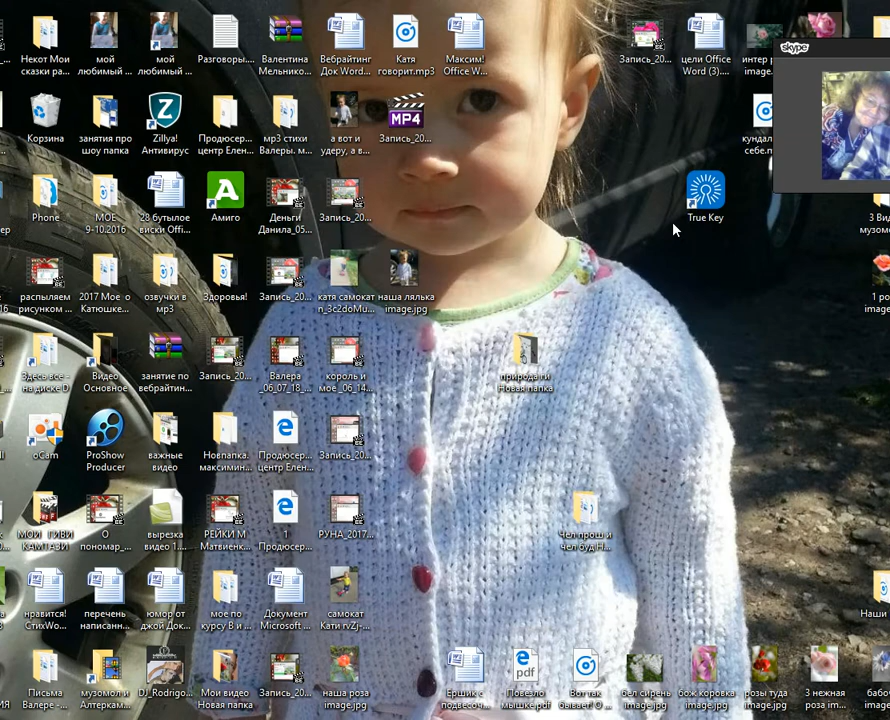 Некот Мои
сказки ра...
мой
любимый ...
мой
любимый ...
Разговоры....
Валентина
Мельнико...
Вебрайтинг
Док Word...
Катя
говорит.mp3
Максим!
Office W...
Запись_20...
цели Office
Word (3)....
интер р
image.
skype
Корзина
занятия про
шоу папка
Zillya!
Антивирус
Продюсер...
центр Елен...
mp3 стихи
Валеры. м...
а вот и
удеру, а в...
MP4
Запись_20...
кундал
себе.m
Phone
МОЕ
9-10.2016
28 бутылое
виски Offi...
Амиго
Деньги
Данила_05...
Запись_20...
True Key
3 Вид
музомо
распыляем
рисунком ...
2017 Мое о
Катюшке...
озвучки в
mp3
Здоровья!
Запись_20...
катя самокат
n_3c2doMu...
наша лялька
image.jpg
1 ро
image
Здесь все -
на диске D
Видео
Основное
занятие по
вебрайтин...
Запись_20...
Валера
_06_07_18_...
король и
мое_06_14...
природа ги
Новая папка
oCam
ProShow
Producer
важные
видео
Новпапка.
максимин...
Продюсер...
центр Елен...
Запись_20...
МОИ ГИВИ
КАМТАЗИ
О
пономар_...
вырезка
видео 1....
РЕЙКИ М
Матвиенк...
1
Продюсер...
РУНА_2017...
Чел прош и
чел буд Н...
нравится!
СтихWo...
перечень
написанн...
юмор от
джой Док...
мое по
курсу В и ...
Документ
Microsoft ...
самокат
Кати rvZj-...
Наши
Письма
Валере -...
музомол и
Алтеркам...
DJ_Rodrigo...
Мои видео
Новая папка
Запись_20...
наша роза
image.jpg
Ершик с
подвесоч...
pdf
Повезло
мышке.pdf
Вот так
бывает! О ...
бел сирень
image.jpg
бож коровка
image.jpg
розы туда
image.jpg
3 нежная
роза im...
бабо
image